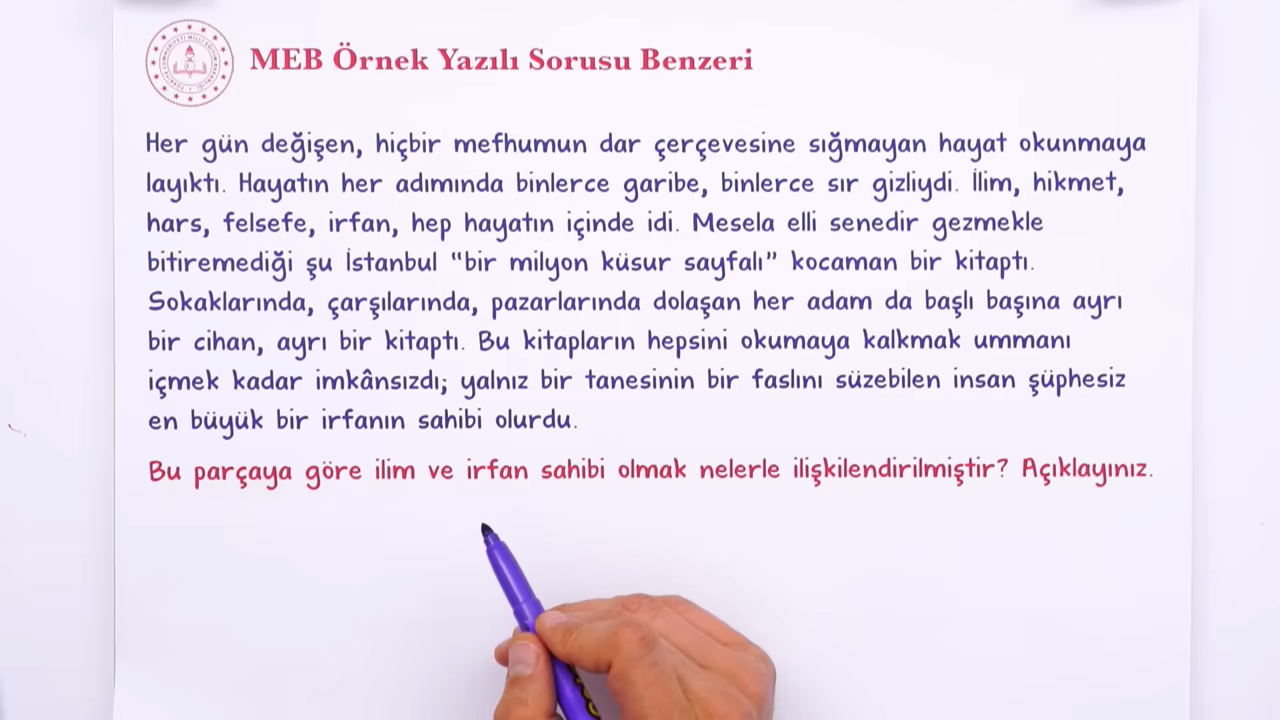 MEB Örnek Yazılı Sorusu Benzeri
Her gün değişen, hiçbir mefhumun dar çerçevesine sığmayan hayat okunmaya
layıktı. Hayatın her adımında binlerce garibe, binlerce sır gizliydi. İlim, hikmet,
hars, felsefe, irfan, hep hayatın içinde idi. Mesela elli senedir gezmekle
bitiremediği şu İstanbul “bir milyon küsur sayfalı” kocaman bir kitaptı.
Sokaklarında, çarşılarında, pazarlarında dolaşan her adam da başlı başına ayrı
bir cihan, ayrı bir kitaptı. Bu kitapların hepsini okumaya kalkmak ummanı
içmek kadar imkânsızdı; yalnız bir tanesinin bir faslını süzebilen insan şüphesiz
en büyük bir irfanın sahibi olurdu.
Bu parçaya göre ilim ve irfan sahibi olmak nelerle ilişkilendirilmiştir? Açıklayınız.